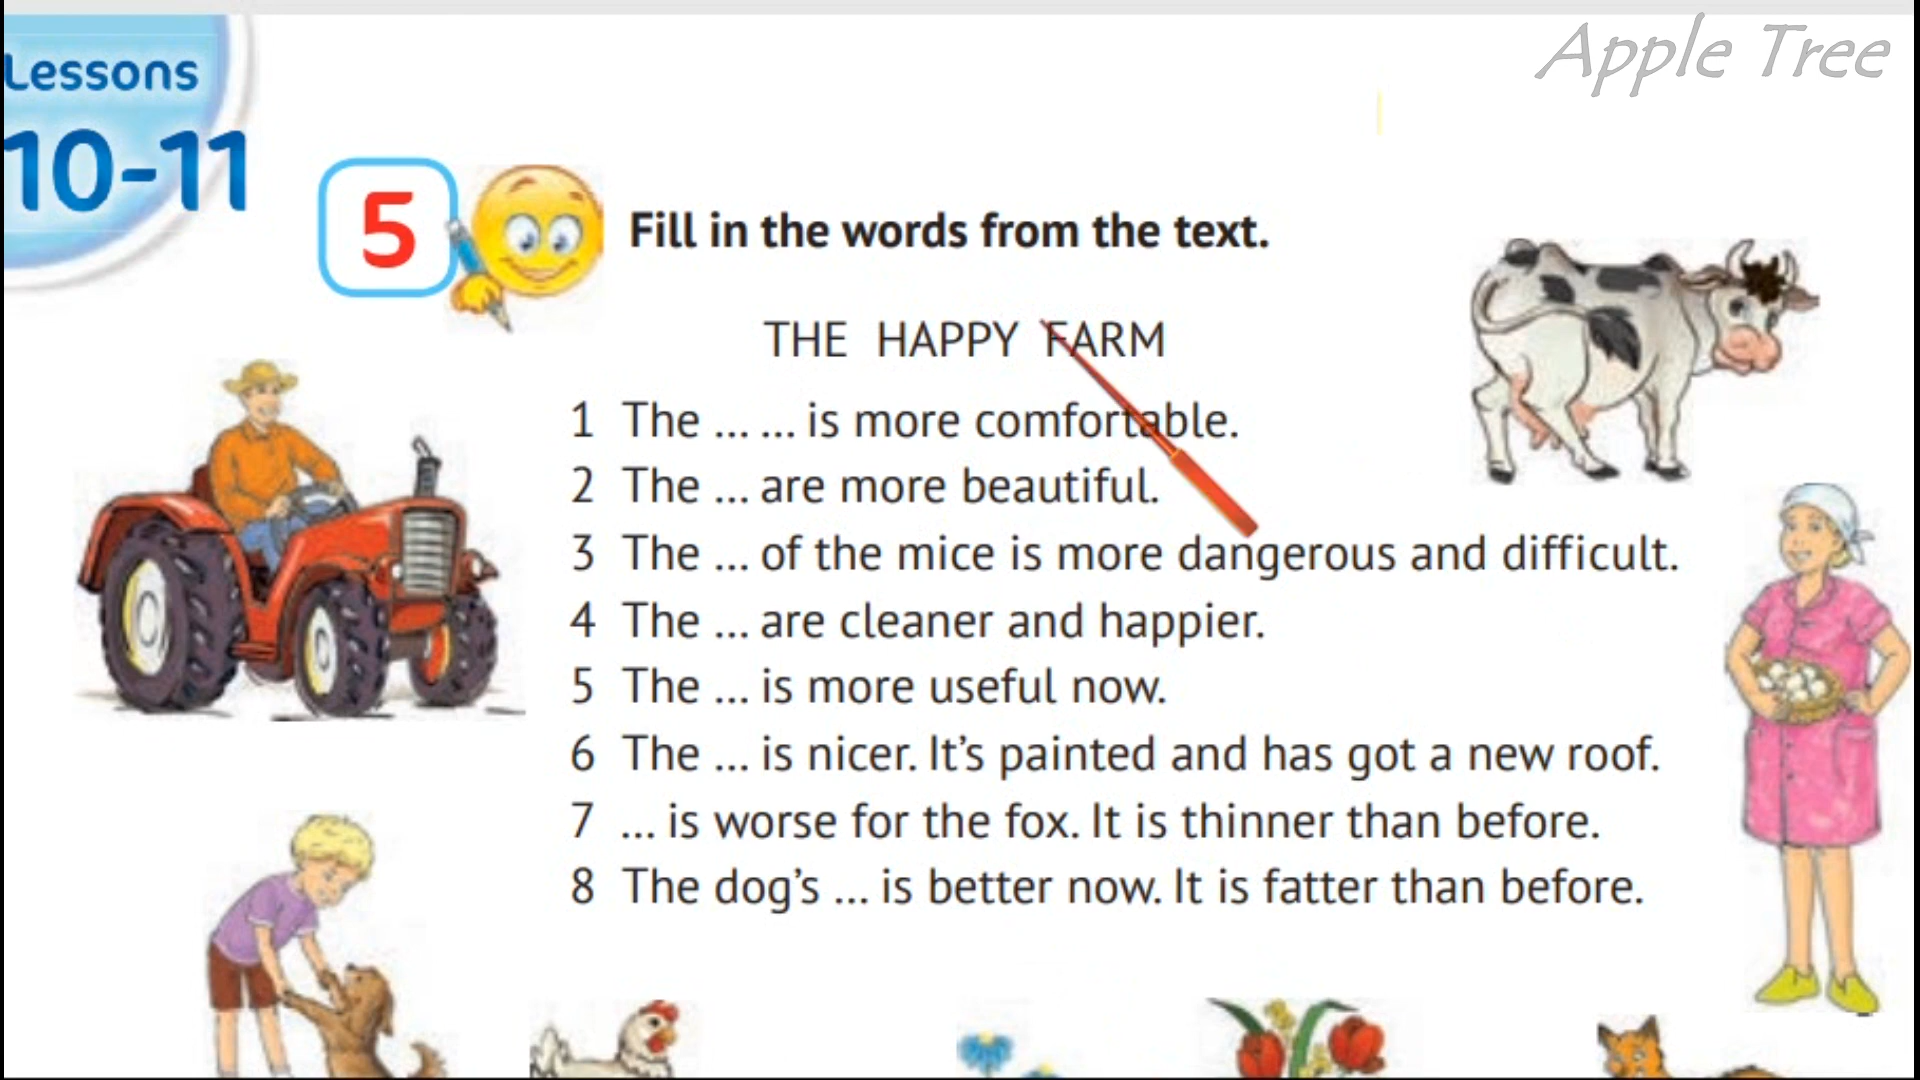 Apple Tree
Lessons
10-11
5
Fill in the words from the text.
THE HAPPY FARM
1 The ... ... is more comfortable.
2 The ... are more beautiful.
3 The ... of the mice is more dangerous and difficult.
4 The ... are cleaner and happier.
5 The ... is more useful now.
6 The ... is nicer. It's painted and has got a new roof.
7 ... is worse for the fox. It is thinner than before.
8 The dog's ... is better now. It is fatter than before.